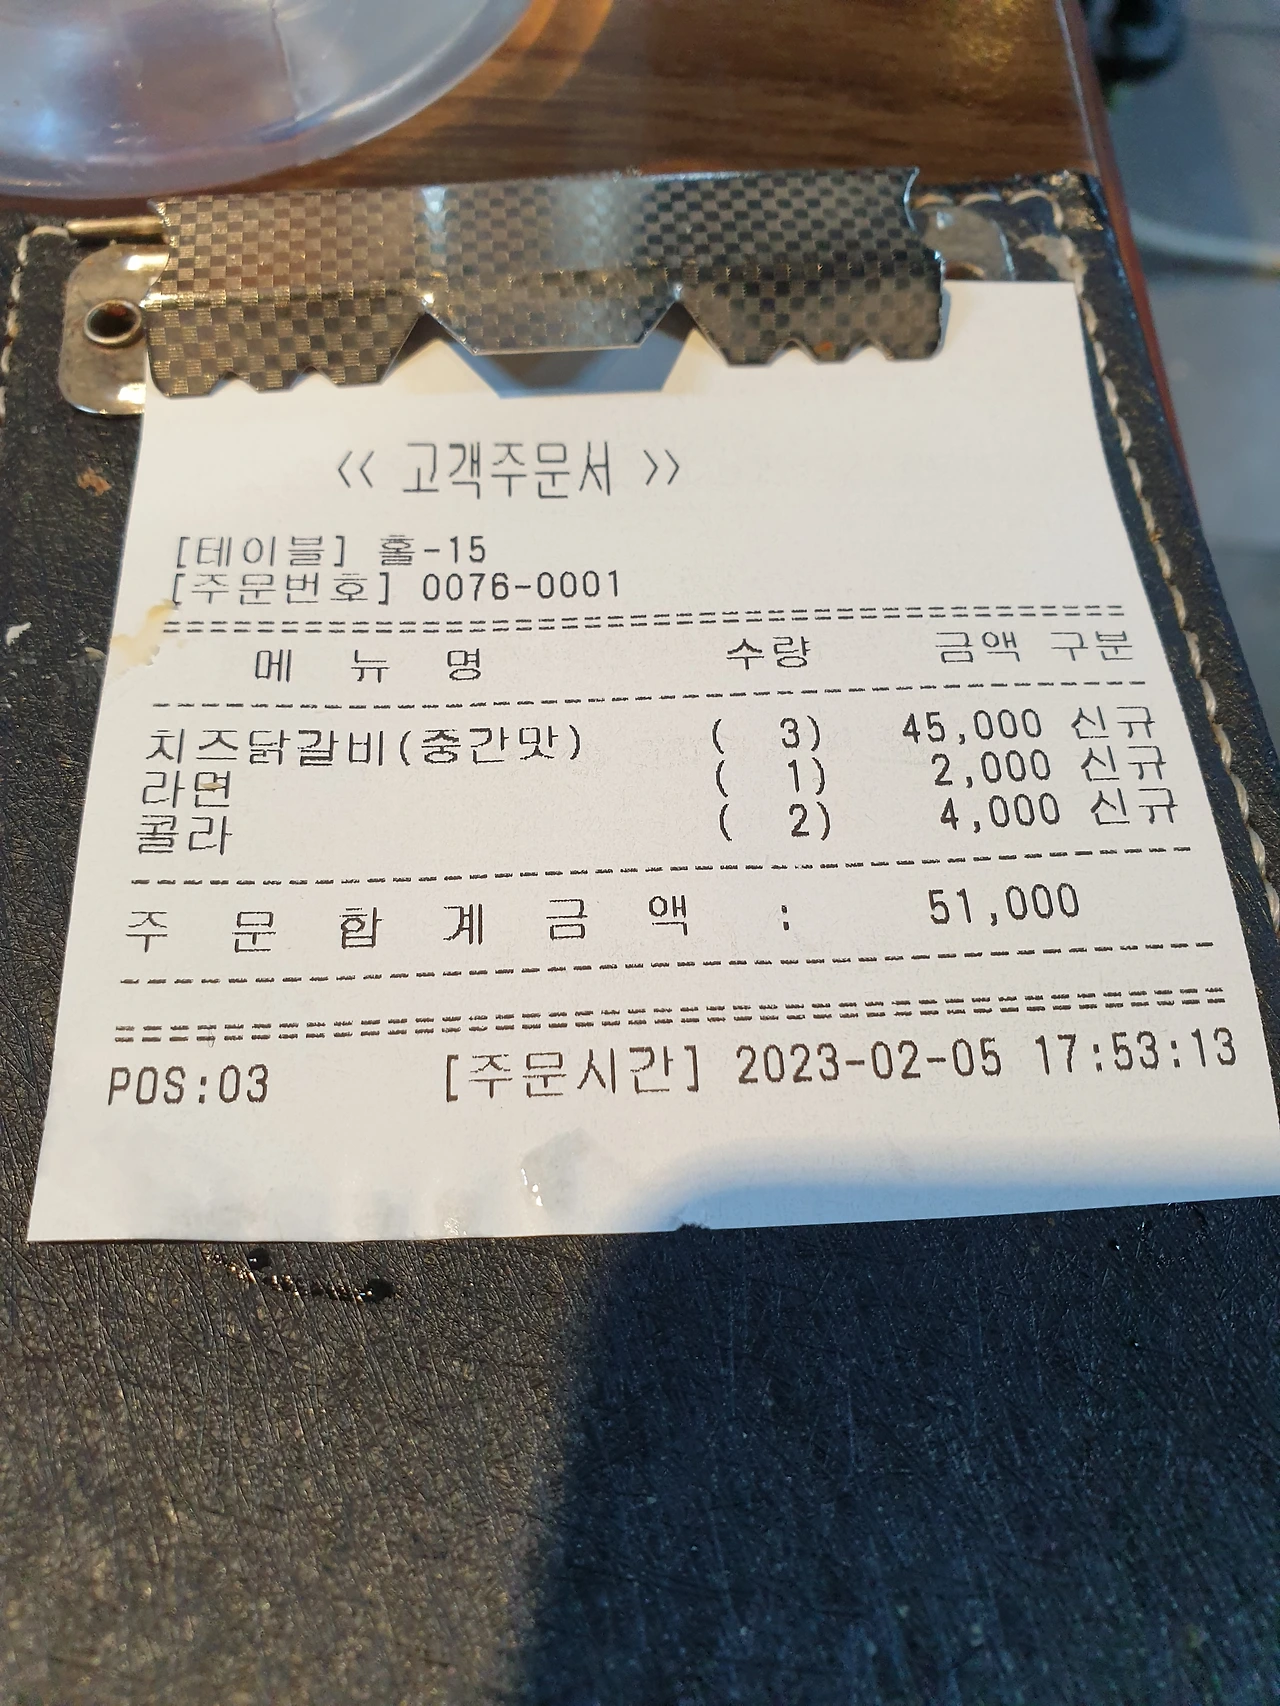 << 고객주문서 >>
[테이블] 홀-15
[주문번호] 0076-0001
================================================
메 뉴 명 수량 금액 구분
------------------------------------------------
치즈닭갈비(중간맛) ( 3) 45,000 신규
라면 ( 1) 2,000 신규
콜라 ( 2) 4,000 신규
------------------------------------------------
주 문 합 계 금 액 : 51,000
------------------------------------------------
================================================
POS:03 [주문시간] 2023-02-05 17:53:13